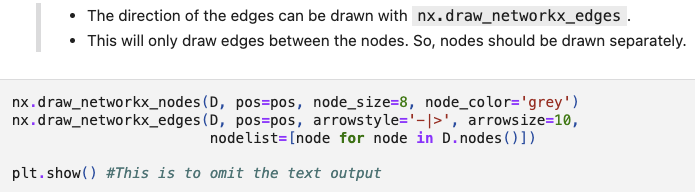 • The direction of the edges can be drawn with nx.draw_networkx_edges .
• This will only draw edges between the nodes. So, nodes should be drawn separately.
nx.draw_networkx_nodes(D, pos=pos, node_size=8, node_color='grey')
nx.draw_networkx_edges(D, pos=pos, arrowstyle='-|>', arrowsize=10,
                       nodelist=[node for node in D.nodes()])
plt.show() #This is to omit the text output